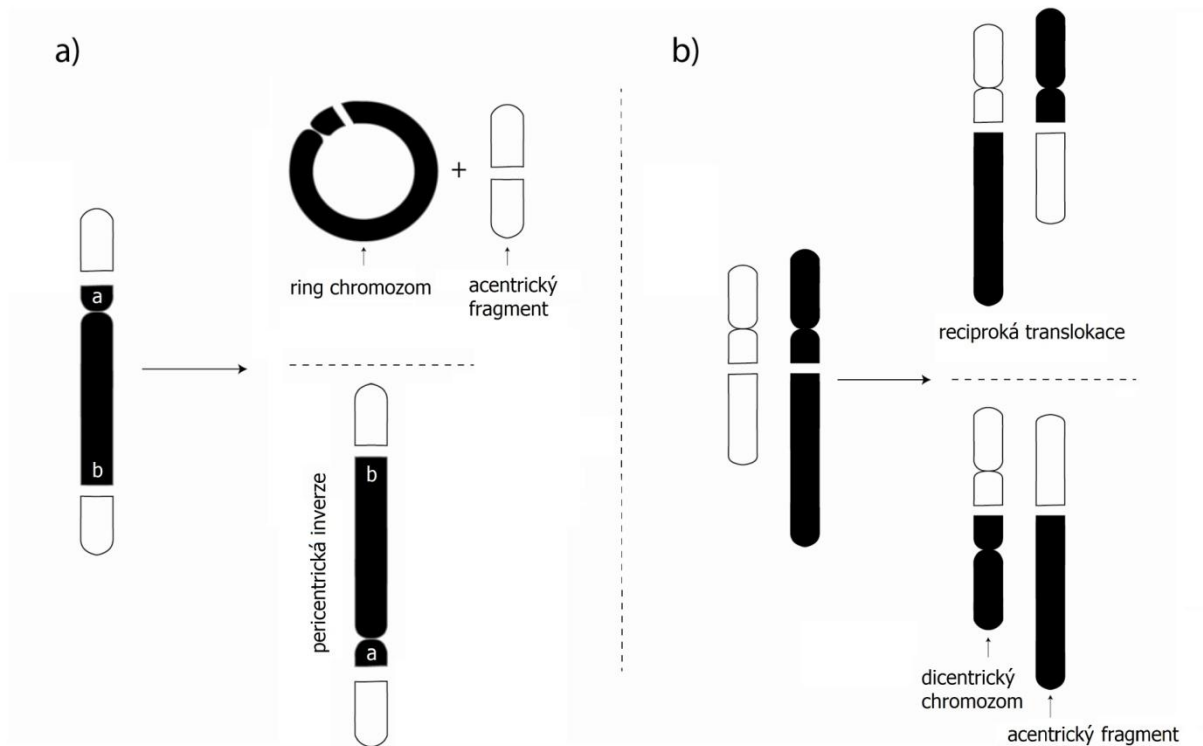 a)
a
b
ring chromozom
+
acentrický
fragment
pericentrická inverze
b
a
b)
reciproká translokace
dicentrický
chromozom
acentrický fragment